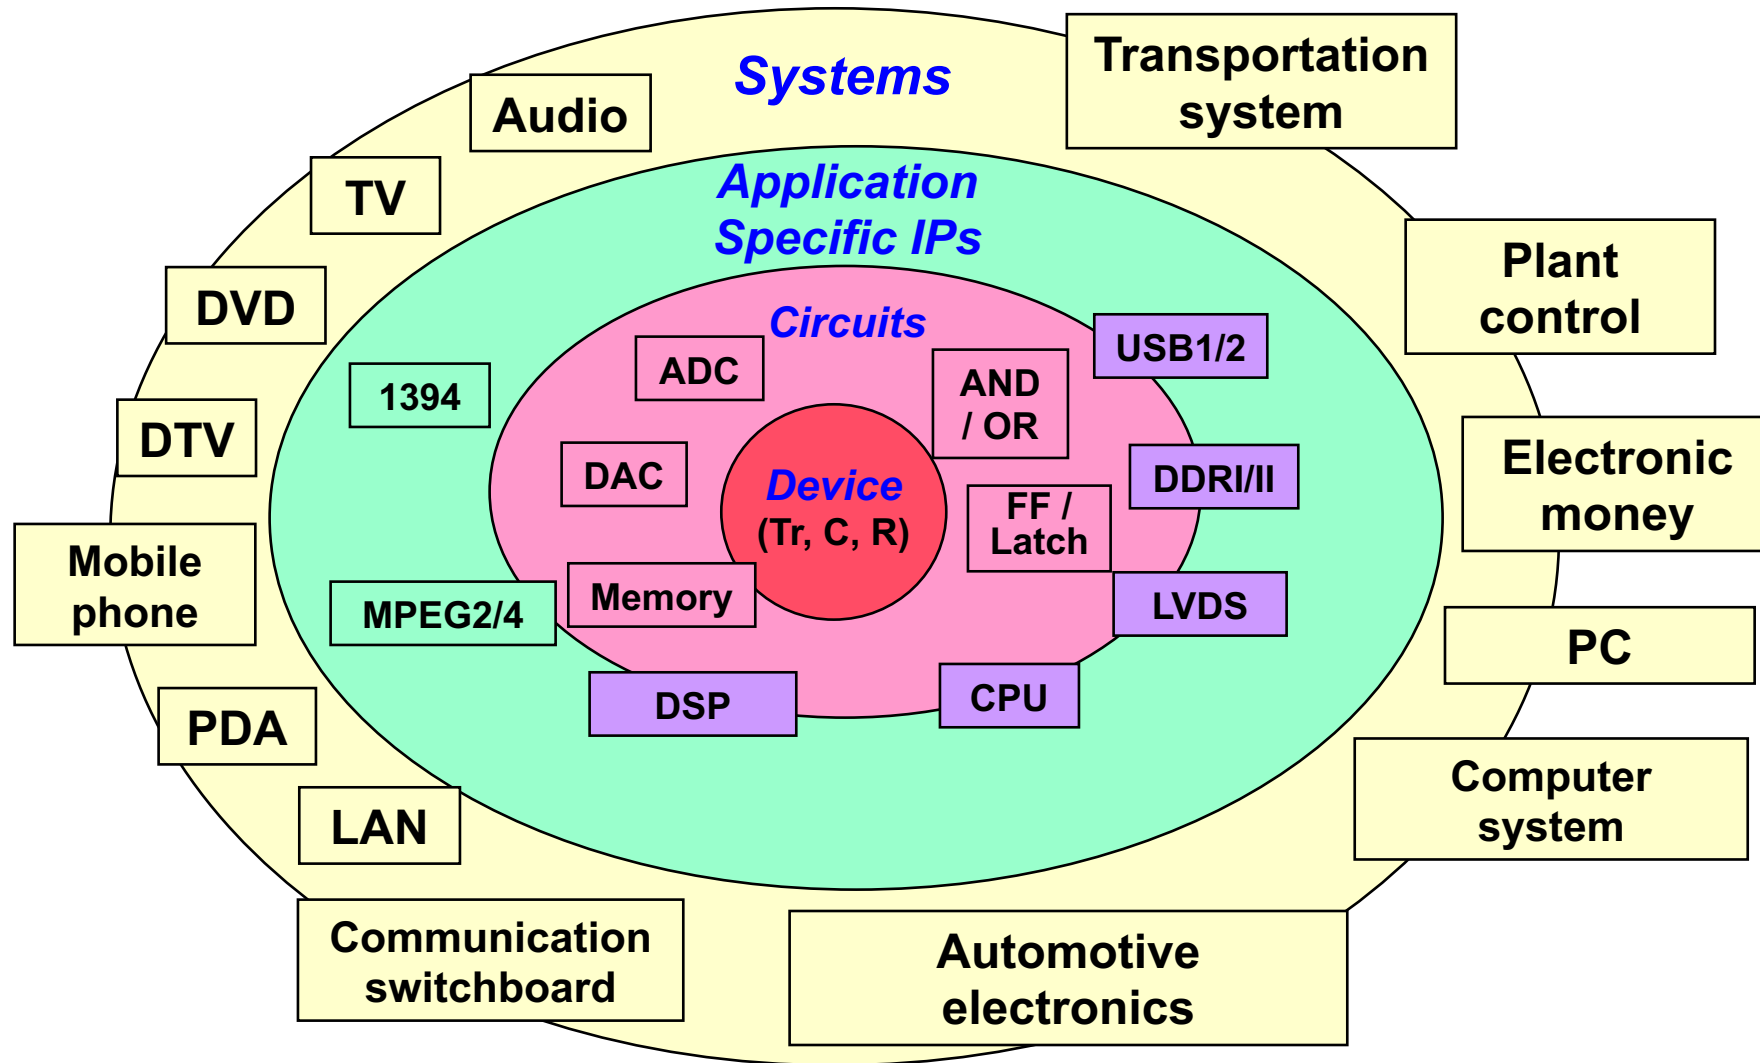 Systems
Transportation
system
Audio
TV
Application
Specific IPs
DVD
Plant
control
Circuits
USB1/2
ADC
AND
/ OR
1394
DTV
DAC
Device
(Tr, C, R)
DDRI/II
FF /
Latch
Electronic
money
Mobile
phone
MPEG2/4
Memory
LVDS
PC
DSP
CPU
PDA
Computer
system
LAN
Communication
switchboard
Automotive
electronics